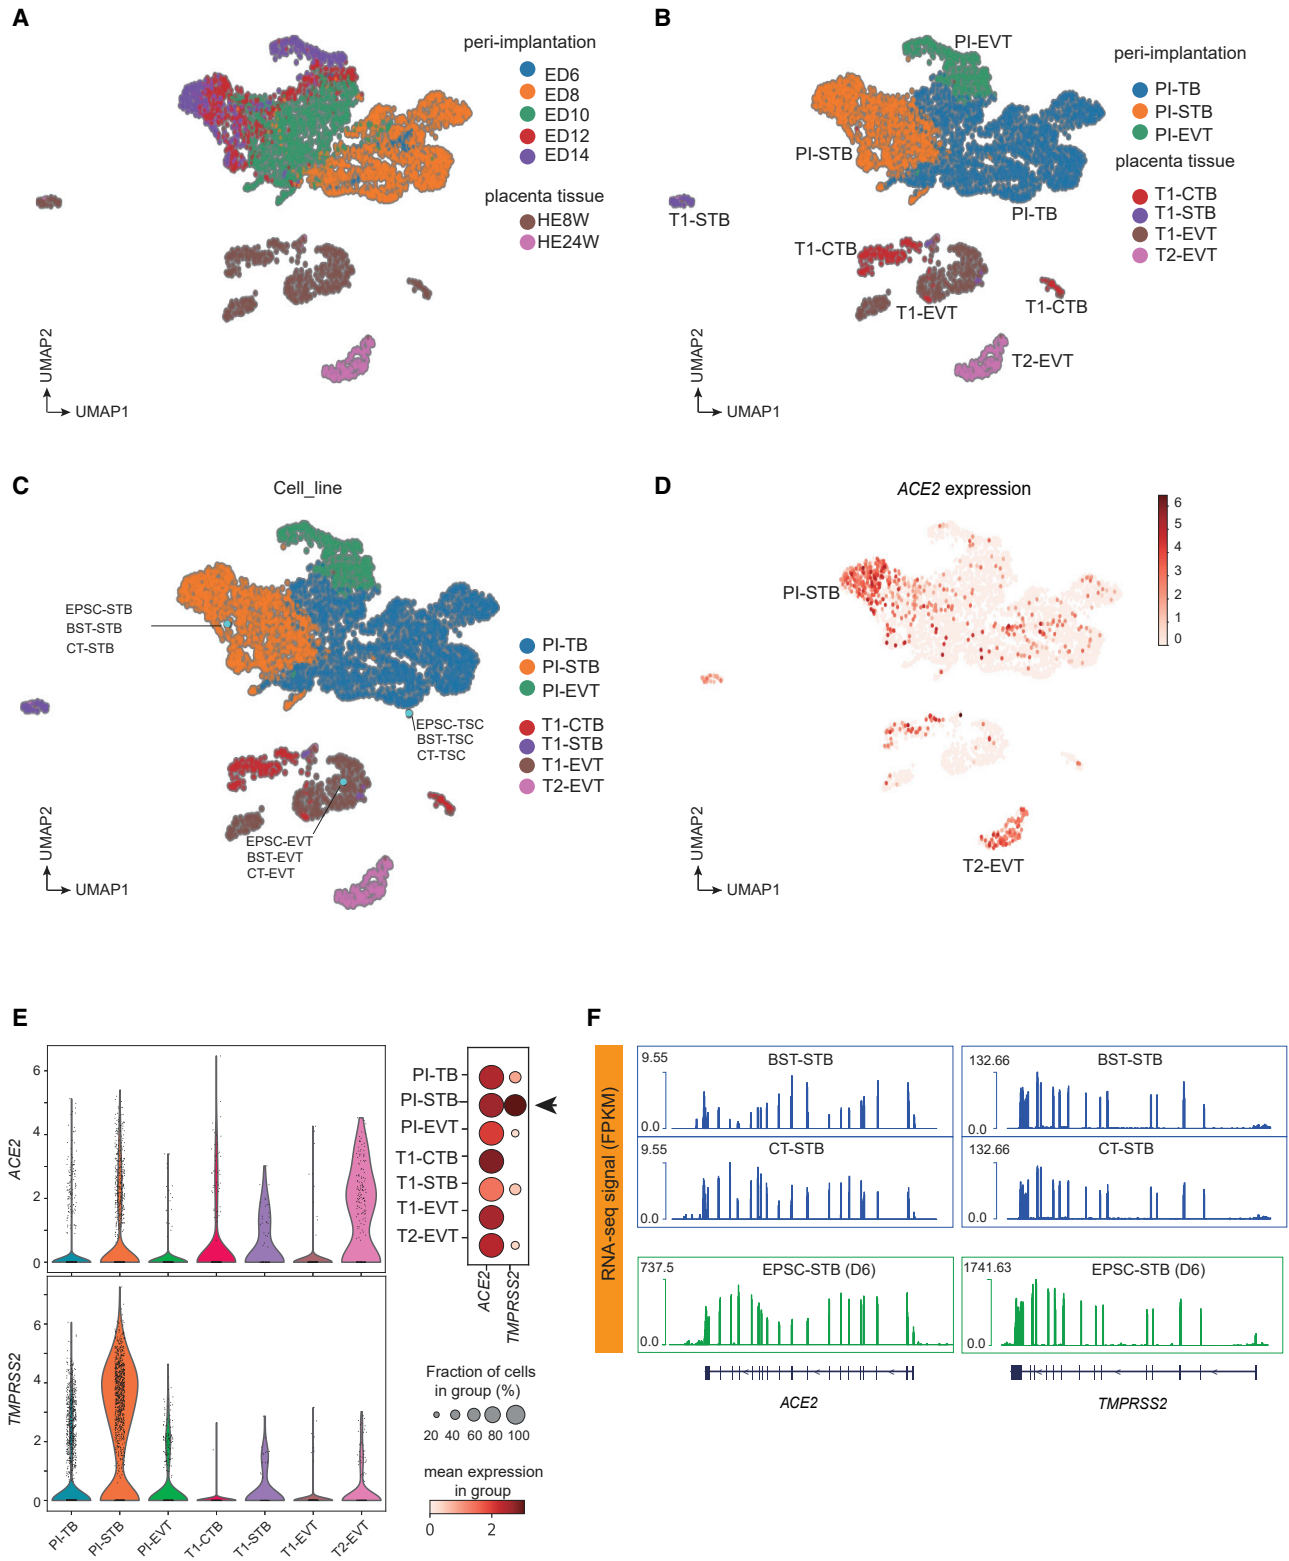 A
peri-implantation
ED6
ED8
ED10
ED12
ED14
placenta tissue
HE8W
HE24W
UMAP2
UMAP1
B
PI-EVT
PI-STB
PI-TB
T1-STB
T1-CTB
T1-EVT
T1-CTB
T2-EVT
peri-implantation
PI-TB
PI-STB
PI-EVT
placenta tissue
T1-CTB
T1-STB
T1-EVT
T2-EVT
UMAP2
UMAP1
C
Cell_line
EPSC-STB
BST-STB
CT-STB
EPSC-TSC
BST-TSC
CT-TSC
EPSC-EVT
BST-EVT
CT-EVT
PI-TB
PI-STB
PI-EVT
T1-CTB
T1-STB
T1-EVT
T2-EVT
UMAP2
UMAP1
D
ACE2 expression
PI-STB
T2-EVT
6
5
4
3
2
1
0
UMAP2
UMAP1
E
ACE2
6
4
2
0
TMPRSS2
6
4
2
0
PI-TB
PI-STB
PI-EVT
T1-CTB
T1-STB
T1-EVT
T2-EVT
PI-TB
PI-STB
PI-EVT
T1-CTB
T1-STB
T1-EVT
T2-EVT
ACE2
TMPRSS2
Fraction of cells
in group (%)
20 40 60 80 100
mean expression
in group
0 2
F
RNA-seq signal (FPKM)
9.55
BST-STB
0.0
132.66
BST-STB
0.0
9.55
CT-STB
0.0
132.66
CT-STB
0.0
737.5
EPSC-STB (D6)
0.0
1741.63
EPSC-STB (D6)
0.0
ACE2
TMPRSS2